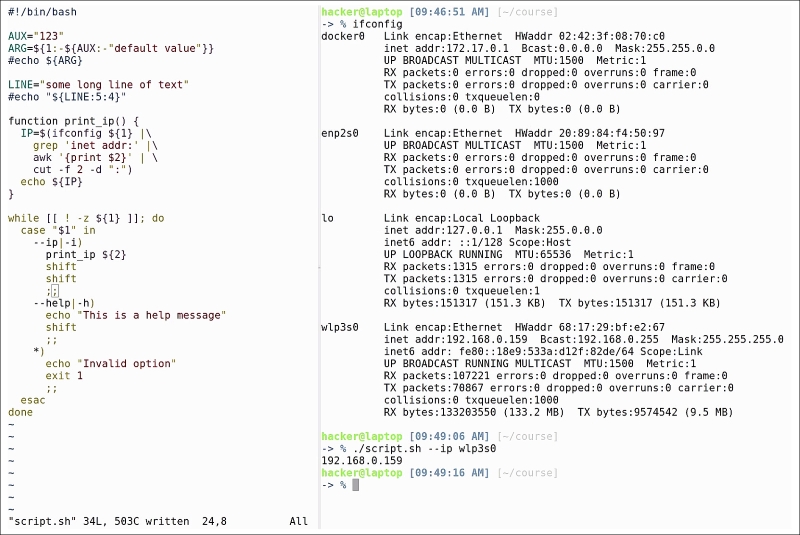 #!/bin/bash

AUX="123"
ARG=${1:-${AUX:-"default value"}}
#echo ${ARG}

LINE="some long line of text"
#echo "${LINE:5:4}"

function print_ip() {
  IP=$(ifconfig ${1} |\
    grep 'inet addr:' |\
    awk '{print $2}' | \
    cut -f 2 -d ":")
  echo ${IP}
}

while [[ ! -z ${1} ]]; do
  case "$1" in
    --ip|-i)
      print_ip ${2}
      shift
      shift
      ;;
    --help|-h)
      echo "This is a help message"
      shift
      ;;
    *)
      echo "Invalid option"
      exit 1
      ;;
  esac
done
~
~
~
~
~
~
~
~
"script.sh" 34L, 503C written  24,8          All
hacker@laptop [09:46:51 AM] [~/course]
-> % ifconfig
docker0   Link encap:Ethernet  HWaddr 02:42:3f:08:70:c0
          inet addr:172.17.0.1  Bcast:0.0.0.0  Mask:255.255.0.0
          UP BROADCAST MULTICAST  MTU:1500  Metric:1
          RX packets:0 errors:0 dropped:0 overruns:0 frame:0
          TX packets:0 errors:0 dropped:0 overruns:0 carrier:0
          collisions:0 txqueuelen:0
          RX bytes:0 (0.0 B)  TX bytes:0 (0.0 B)

enp2s0    Link encap:Ethernet  HWaddr 20:89:84:f4:50:97
          UP BROADCAST MULTICAST  MTU:1500  Metric:1
          RX packets:0 errors:0 dropped:0 overruns:0 frame:0
          TX packets:0 errors:0 dropped:0 overruns:0 carrier:0
          collisions:0 txqueuelen:1000
          RX bytes:0 (0.0 B)  TX bytes:0 (0.0 B)

lo        Link encap:Local Loopback
          inet addr:127.0.0.1  Mask:255.0.0.0
          inet6 addr: ::1/128 Scope:Host
          UP LOOPBACK RUNNING  MTU:65536  Metric:1
          RX packets:1315 errors:0 dropped:0 overruns:0 frame:0
          TX packets:1315 errors:0 dropped:0 overruns:0 carrier:0
          collisions:0 txqueuelen:1
          RX bytes:151317 (151.3 KB)  TX bytes:151317 (151.3 KB)

wlp3s0    Link encap:Ethernet  HWaddr 68:17:29:bf:e2:67
          inet addr:192.168.0.159  Bcast:192.168.0.255  Mask:255.255.255.0
          inet6 addr: fe80::18e9:533a:d12f:82de/64 Scope:Link
          UP BROADCAST RUNNING MULTICAST  MTU:1500  Metric:1
          RX packets:107221 errors:0 dropped:0 overruns:0 frame:0
          TX packets:70867 errors:0 dropped:0 overruns:0 carrier:0
          collisions:0 txqueuelen:1000
          RX bytes:133203550 (133.2 MB)  TX bytes:9574542 (9.5 MB)

hacker@laptop [09:49:06 AM] [~/course]
-> % ./script.sh --ip wlp3s0
192.168.0.159
hacker@laptop [09:49:16 AM] [~/course]
-> %